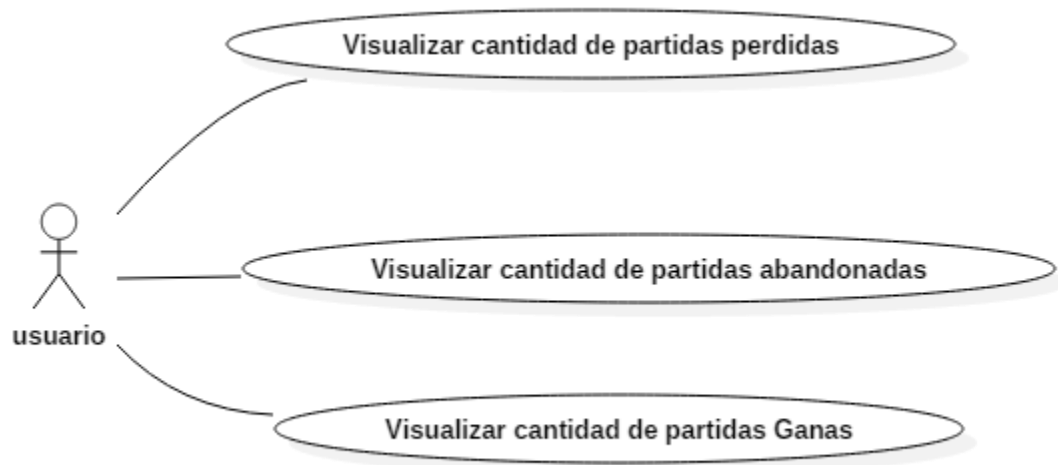 Visualizar cantidad de partidas perdidas
Visualizar cantidad de partidas abandonadas
usuario
Visualizar cantidad de partidas Ganas